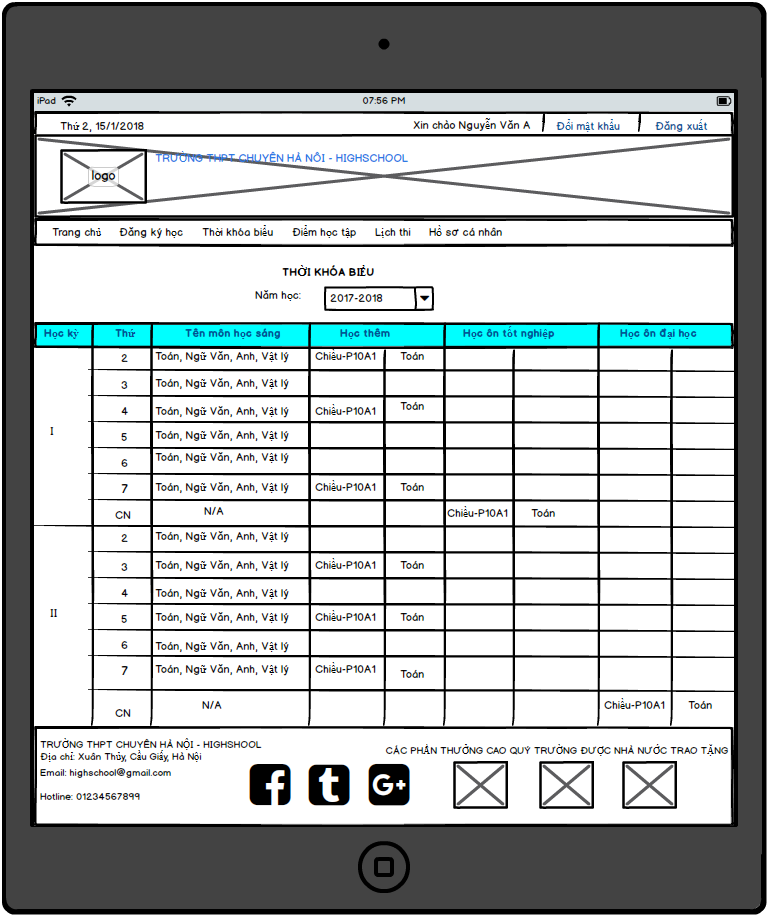 iPad 07:56 PM
Thứ 2, 15/1/2018 Xin chào Nguyễn Văn A Đổi mật khẩu Đăng xuất
TRƯỜNG THPT CHUYÊN HÀ NỘI - HIGHSCHOOL
logo
Trang chủ Đăng ký học Thời khóa biểu Điểm học tập Lịch thi Hồ sơ cá nhân
THỜI KHÓA BIỂU
Năm học: 2017-2018
Học kỳ Thứ Tên môn học sáng Học thêm Học ôn tốt nghiệp Học ôn đại học
2 Toán, Ngữ Văn, Anh, Vật lý Chiều-P10A1 Toán
3 Toán, Ngữ Văn, Anh, Vật lý
4 Toán, Ngữ Văn, Anh, Vật lý Chiều-P10A1 Toán
I
5 Toán, Ngữ Văn, Anh, Vật lý
6 Toán, Ngữ Văn, Anh, Vật lý
7 Toán, Ngữ Văn, Anh, Vật lý Chiều-P10A1 Toán
CN N/A Chiều-P10A1 Toán
2 Toán, Ngữ Văn, Anh, Vật lý
3 Toán, Ngữ Văn, Anh, Vật lý Chiều-P10A1 Toán
4 Toán, Ngữ Văn, Anh, Vật lý
II
5 Toán, Ngữ Văn, Anh, Vật lý Chiều-P10A1 Toán
6 Toán, Ngữ Văn, Anh, Vật lý
7 Toán, Ngữ Văn, Anh, Vật lý Chiều-P10A1 Toán
CN N/A Chiều-P10A1 Toán
TRƯỜNG THPT CHUYÊN HÀ NỘI - HIGHSHOOL
Địa chỉ: Xuân Thủy, Cầu Giấy, Hà Nội
Email: highschool@gmail.com
Hotline: 01234567899
f t G+
CÁC PHẦN THƯỞNG CAO QUÝ TRƯỜNG ĐƯỢC NHÀ NƯỚC TRAO TẶNG